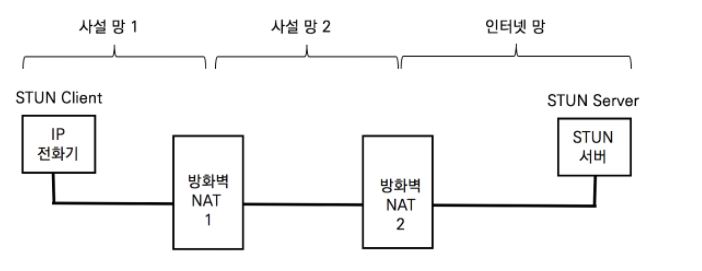 사설 망 1
사설 망 2
인터넷 망
STUN Client
STUN Server
IP
전화기
방화벽
NAT
1
방화벽
NAT
2
STUN
서버